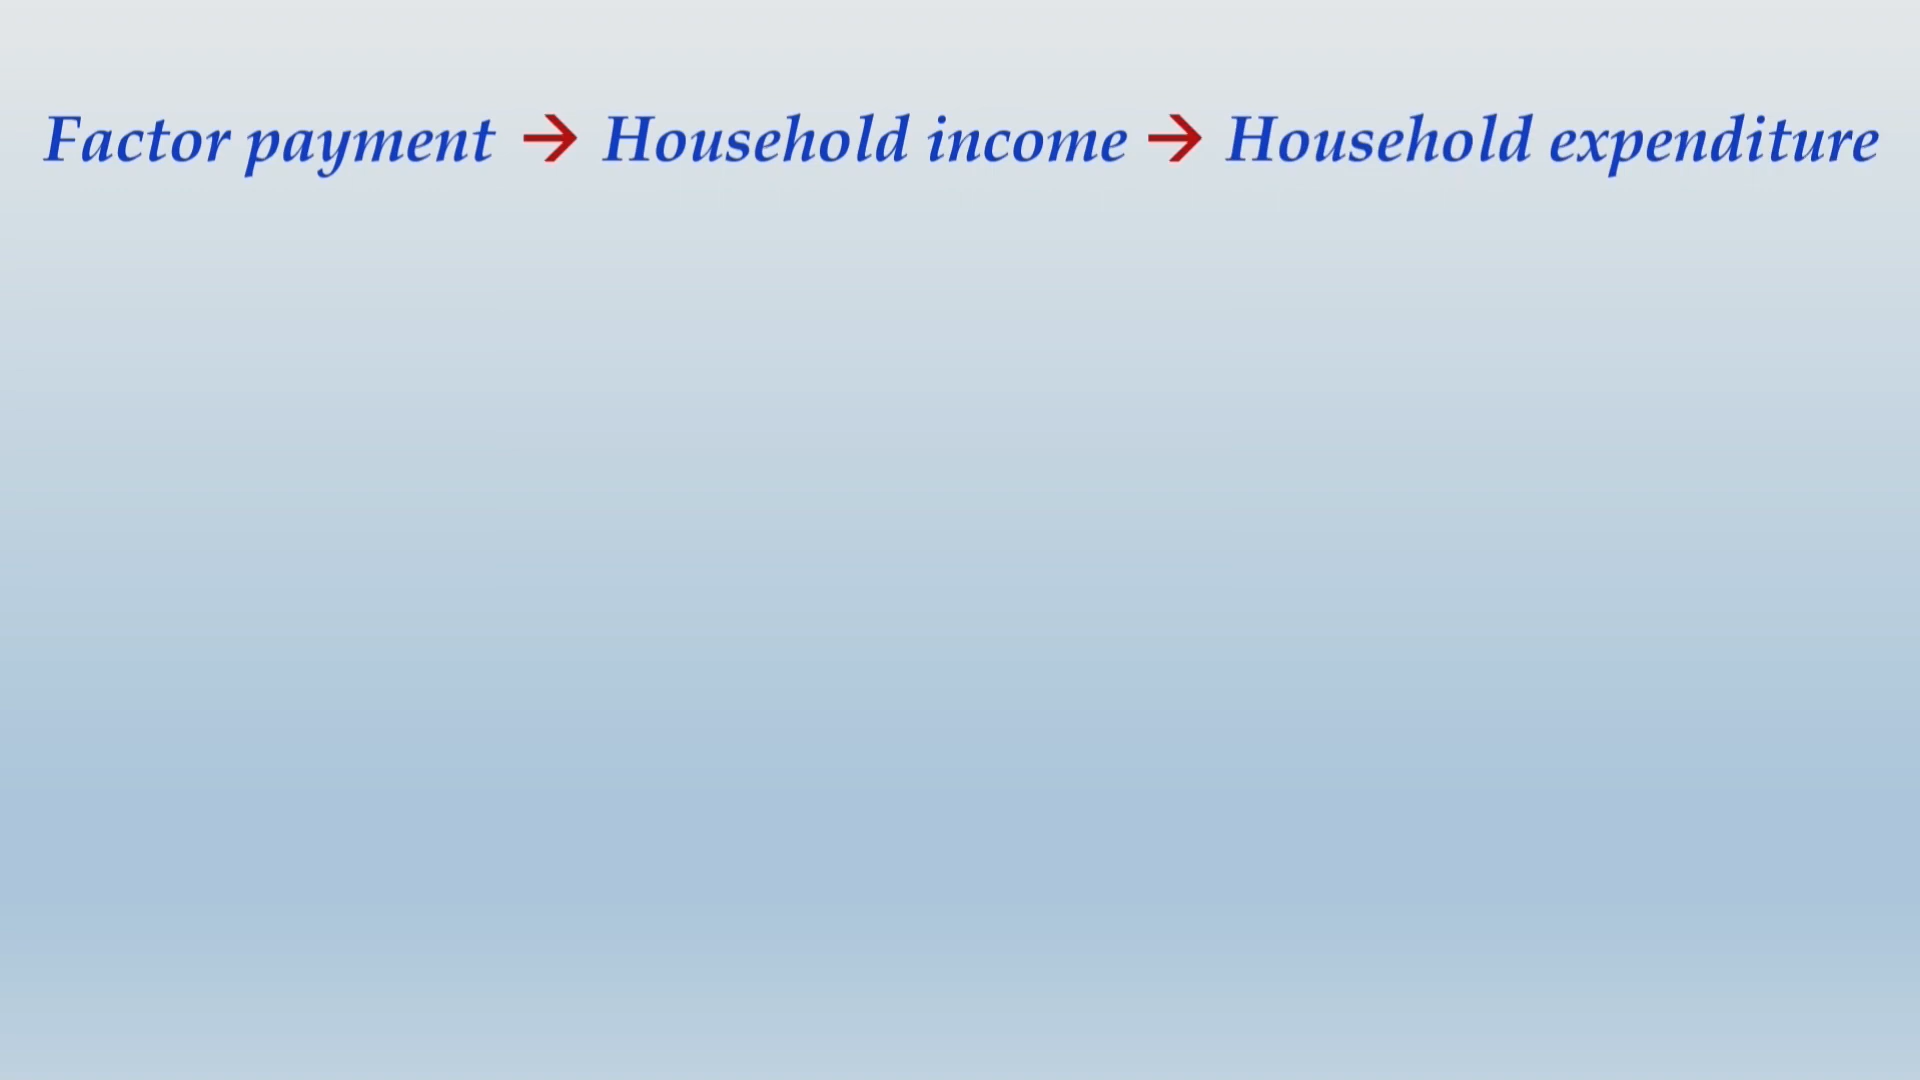 Factor payment → Household income → Household expenditure